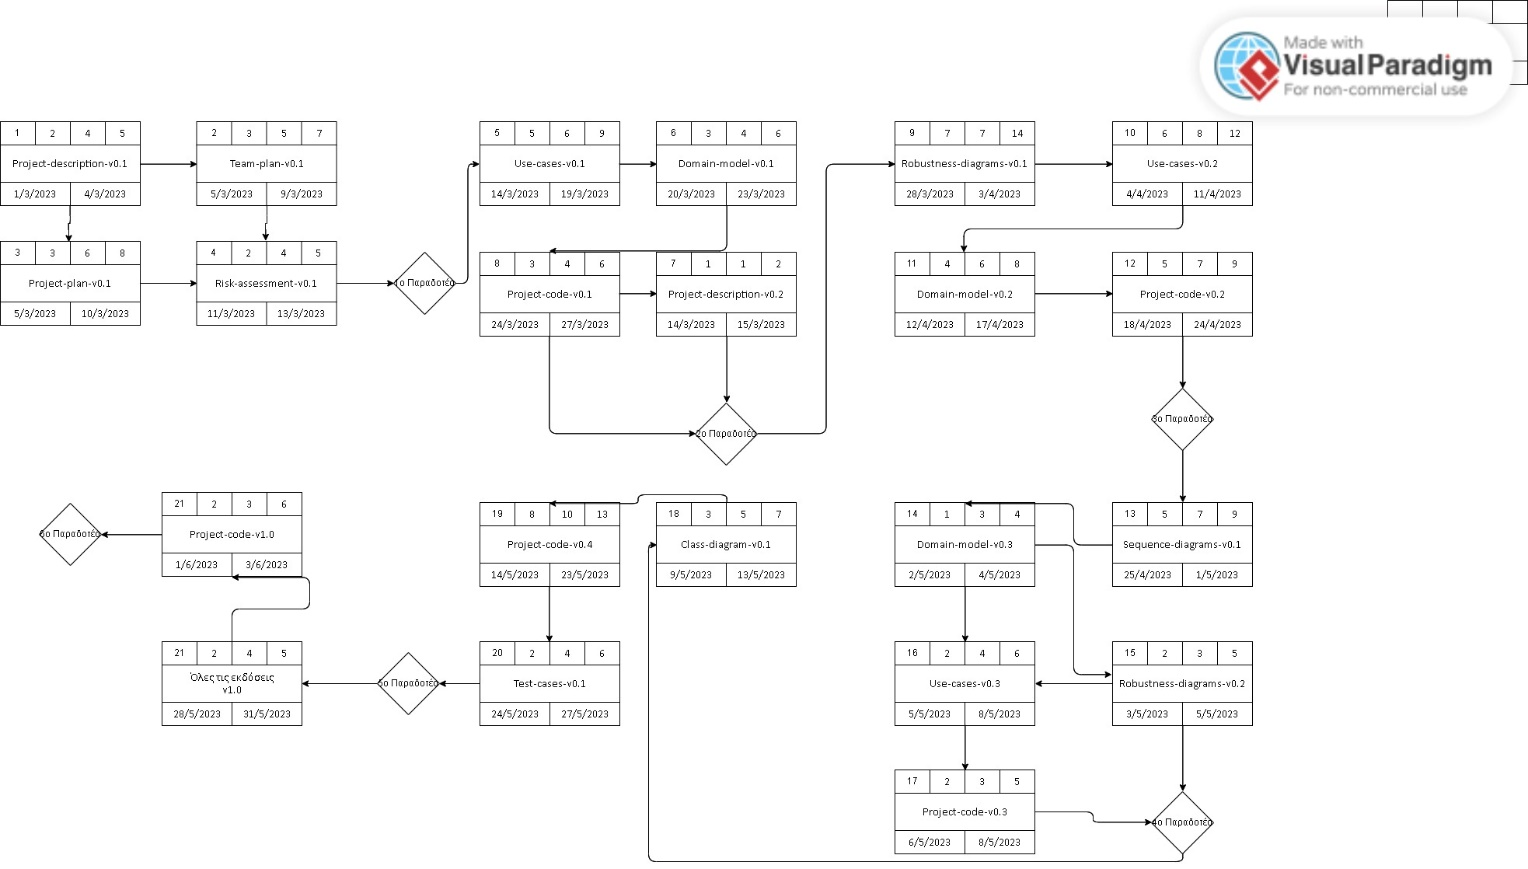 Made with
Visual Paradigm
For non-commercial use
1 2 4 5
Project-description-v0.1
1/3/2023 4/3/2023
2 3 5 7
Team-plan-v0.1
5/3/2023 9/3/2023
3 3 6 8
Project-plan-v0.1
5/3/2023 10/3/2023
4 2 4 5
Risk-assessment-v0.1
11/3/2023 13/3/2023
1ο Παραδοτέο
5 5 6 9
Use-cases-v0.1
14/3/2023 19/3/2023
6 3 4 6
Domain-model-v0.1
20/3/2023 23/3/2023
8 3 4 6
Project-code-v0.1
24/3/2023 27/3/2023
7 1 1 2
Project-description-v0.2
14/3/2023 15/3/2023
2ο Παραδοτέο
9 7 7 14
Robustness-diagrams-v0.1
28/3/2023 3/4/2023
10 6 8 12
Use-cases-v0.2
4/4/2023 11/4/2023
11 4 6 8
Domain-model-v0.2
12/4/2023 17/4/2023
12 5 7 9
Project-code-v0.2
18/4/2023 24/4/2023
3ο Παραδοτέο
13 5 7 9
Sequence-diagrams-v0.1
25/4/2023 1/5/2023
14 1 3 4
Domain-model-v0.3
2/5/2023 4/5/2023
15 2 3 5
Robustness-diagrams-v0.2
3/5/2023 5/5/2023
16 2 4 6
Use-cases-v0.3
5/5/2023 8/5/2023
17 2 3 5
Project-code-v0.3
6/5/2023 8/5/2023
4ο Παραδοτέο
18 3 5 7
Class-diagram-v0.1
9/5/2023 13/5/2023
19 8 10 13
Project-code-v0.4
14/5/2023 23/5/2023
20 2 4 6
Test-cases-v0.1
24/5/2023 27/5/2023
5ο Παραδοτέο
21 2 4 5
Όλες τις εκδόσεις
v1.0
28/5/2023 31/5/2023
21 2 3 6
Project-code-v1.0
1/6/2023 3/6/2023
6ο Παραδοτέο